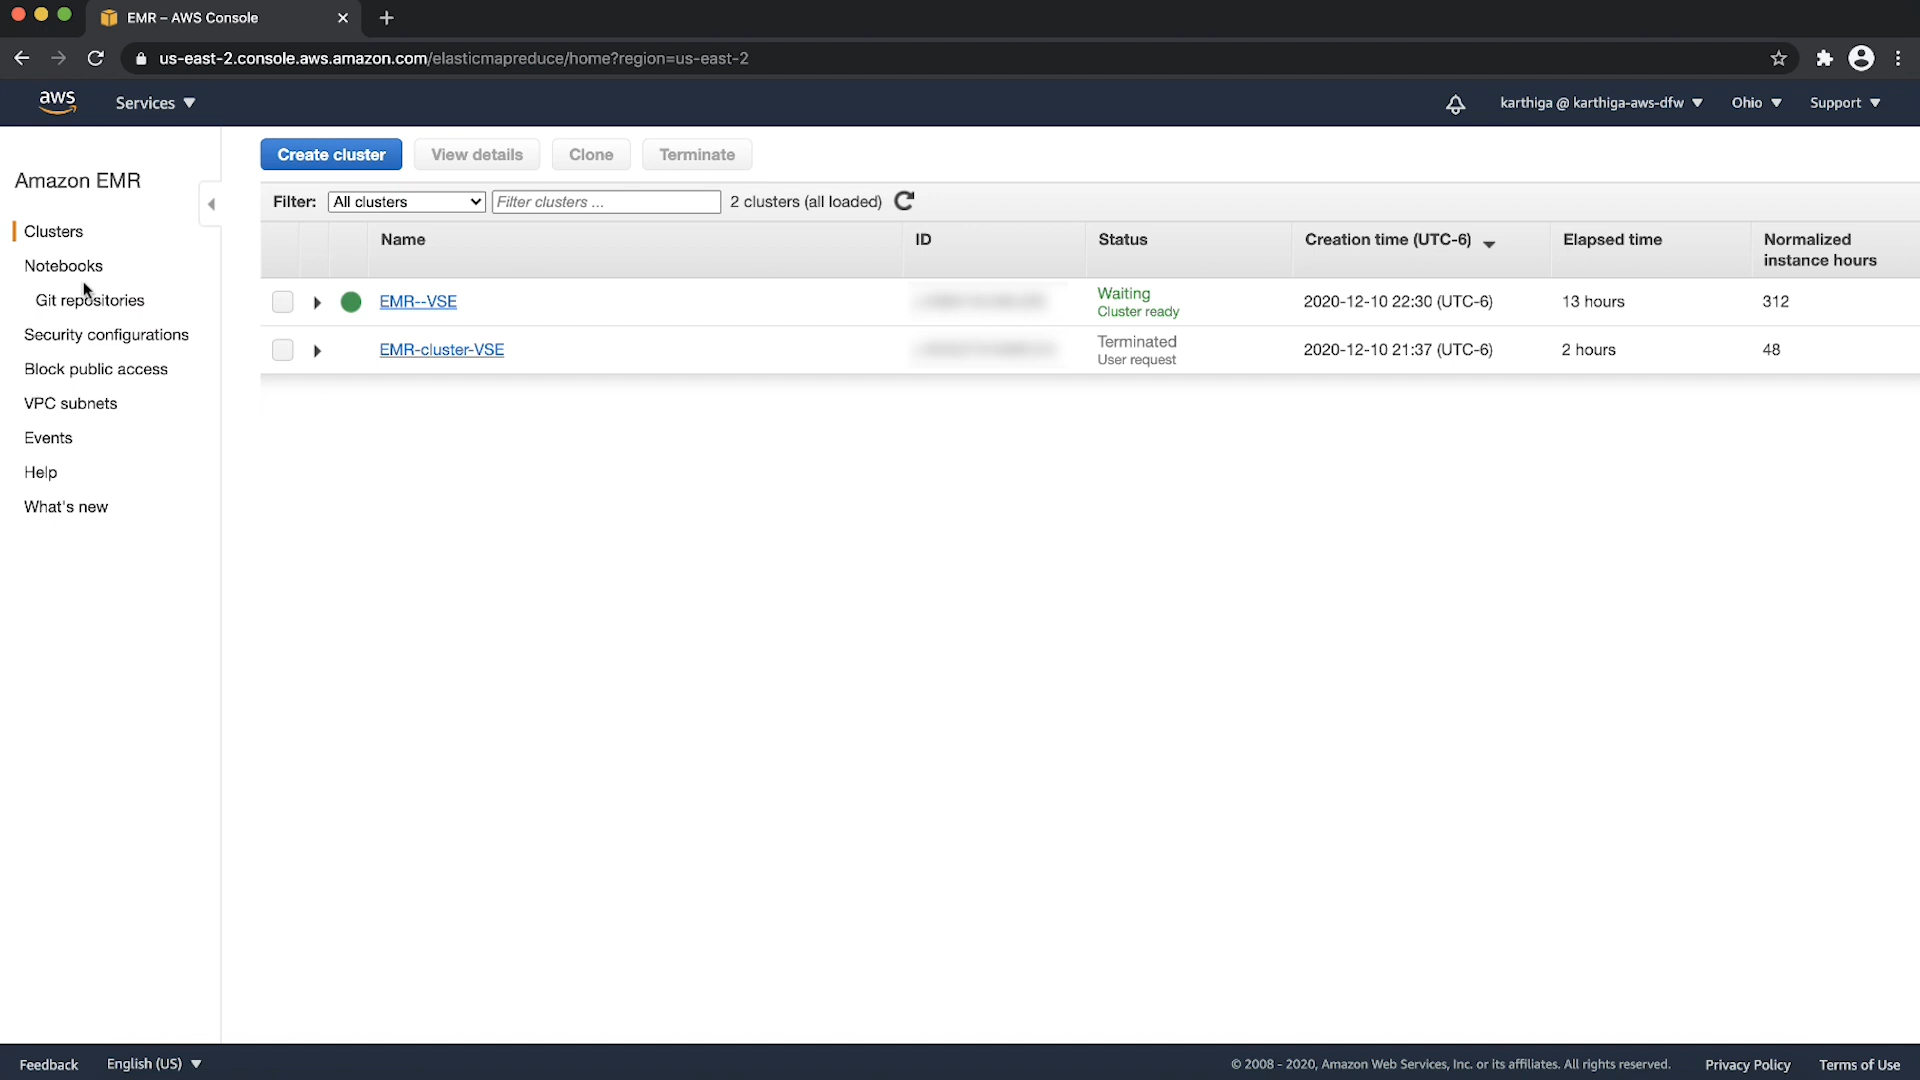 EMR – AWS Console
us-east-2.console.aws.amazon.com/elasticmapreduce/home?region=us-east-2
aws
Services
karthiga @ karthiga-aws-dfw
Ohio
Support
Amazon EMR
Clusters
Notebooks
Git repositories
Security configurations
Block public access
VPC subnets
Events
Help
What's new
Create cluster
View details
Clone
Terminate
Filter: All clusters Filter clusters ... 2 clusters (all loaded)
Name ID Status Creation time (UTC-6) Elapsed time Normalized instance hours
EMR--VSE Waiting 2020-12-10 22:30 (UTC-6) 13 hours 312
Cluster ready
EMR-cluster-VSE Terminated 2020-12-10 21:37 (UTC-6) 2 hours 48
User request
Feedback
English (US)
© 2008 - 2020, Amazon Web Services, Inc. or its affiliates. All rights reserved.
Privacy Policy
Terms of Use